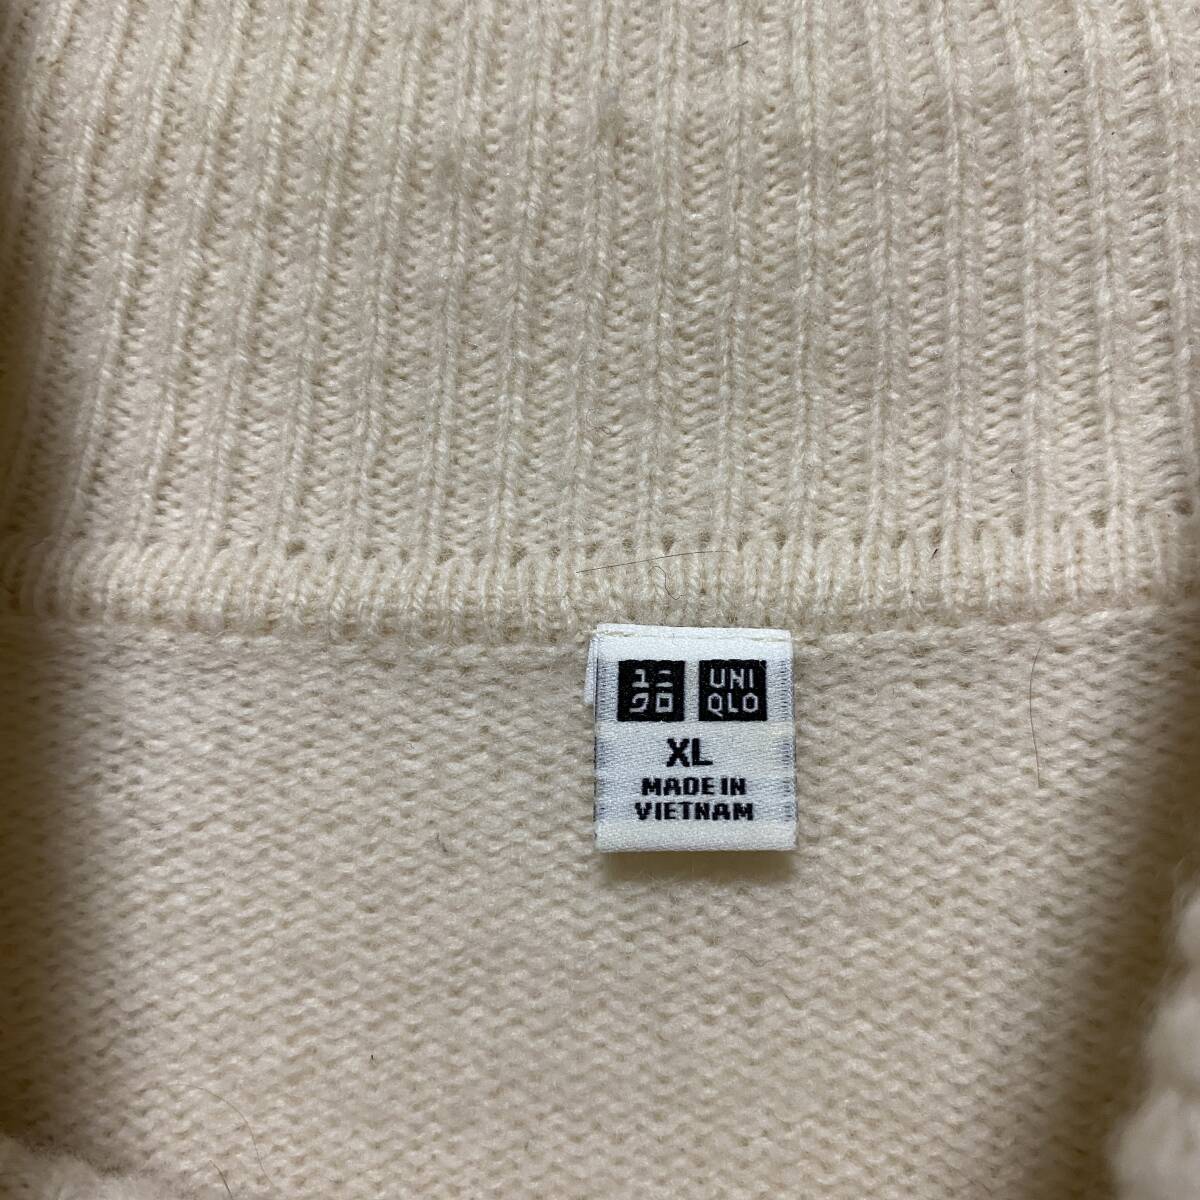 ユニ UNI
クロ QLO
XL
MADE IN
VIETNAM